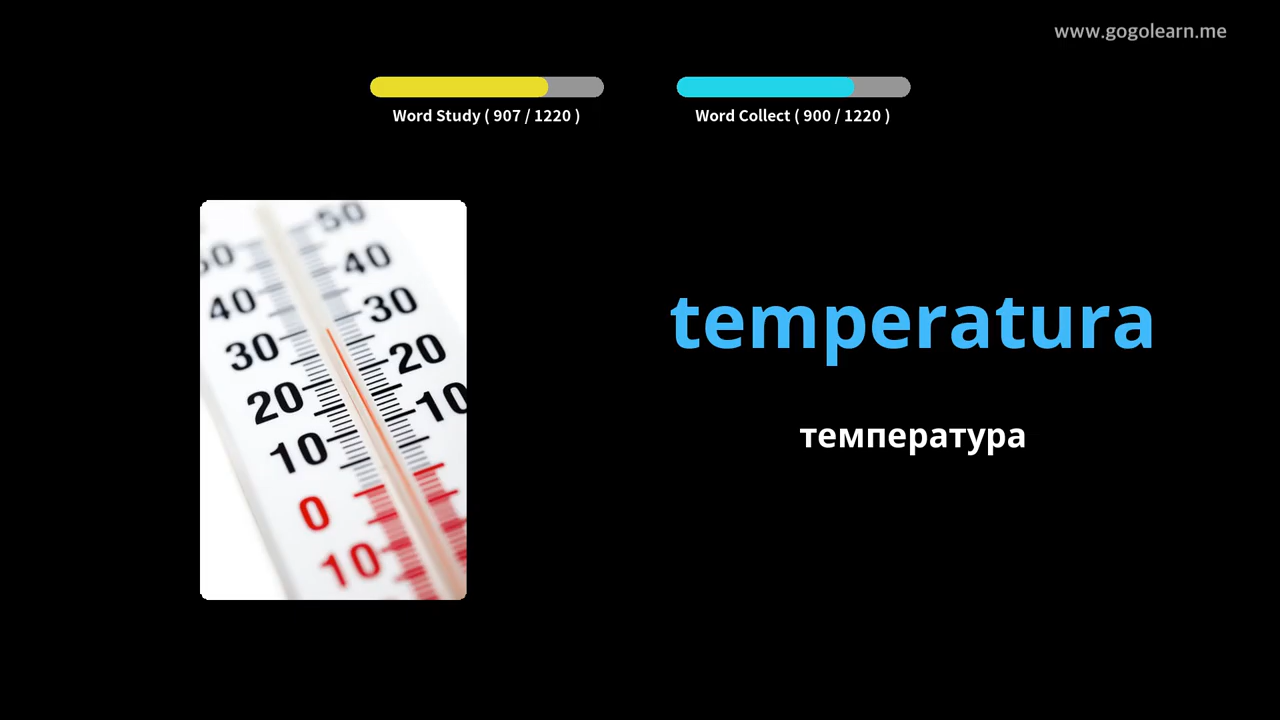 www.gogolearn.me
Word Study ( 907 / 1220 )
Word Collect ( 900 / 1220 )
50
40
30
20
10
40
30
20
10
0
10
temperatura
температура